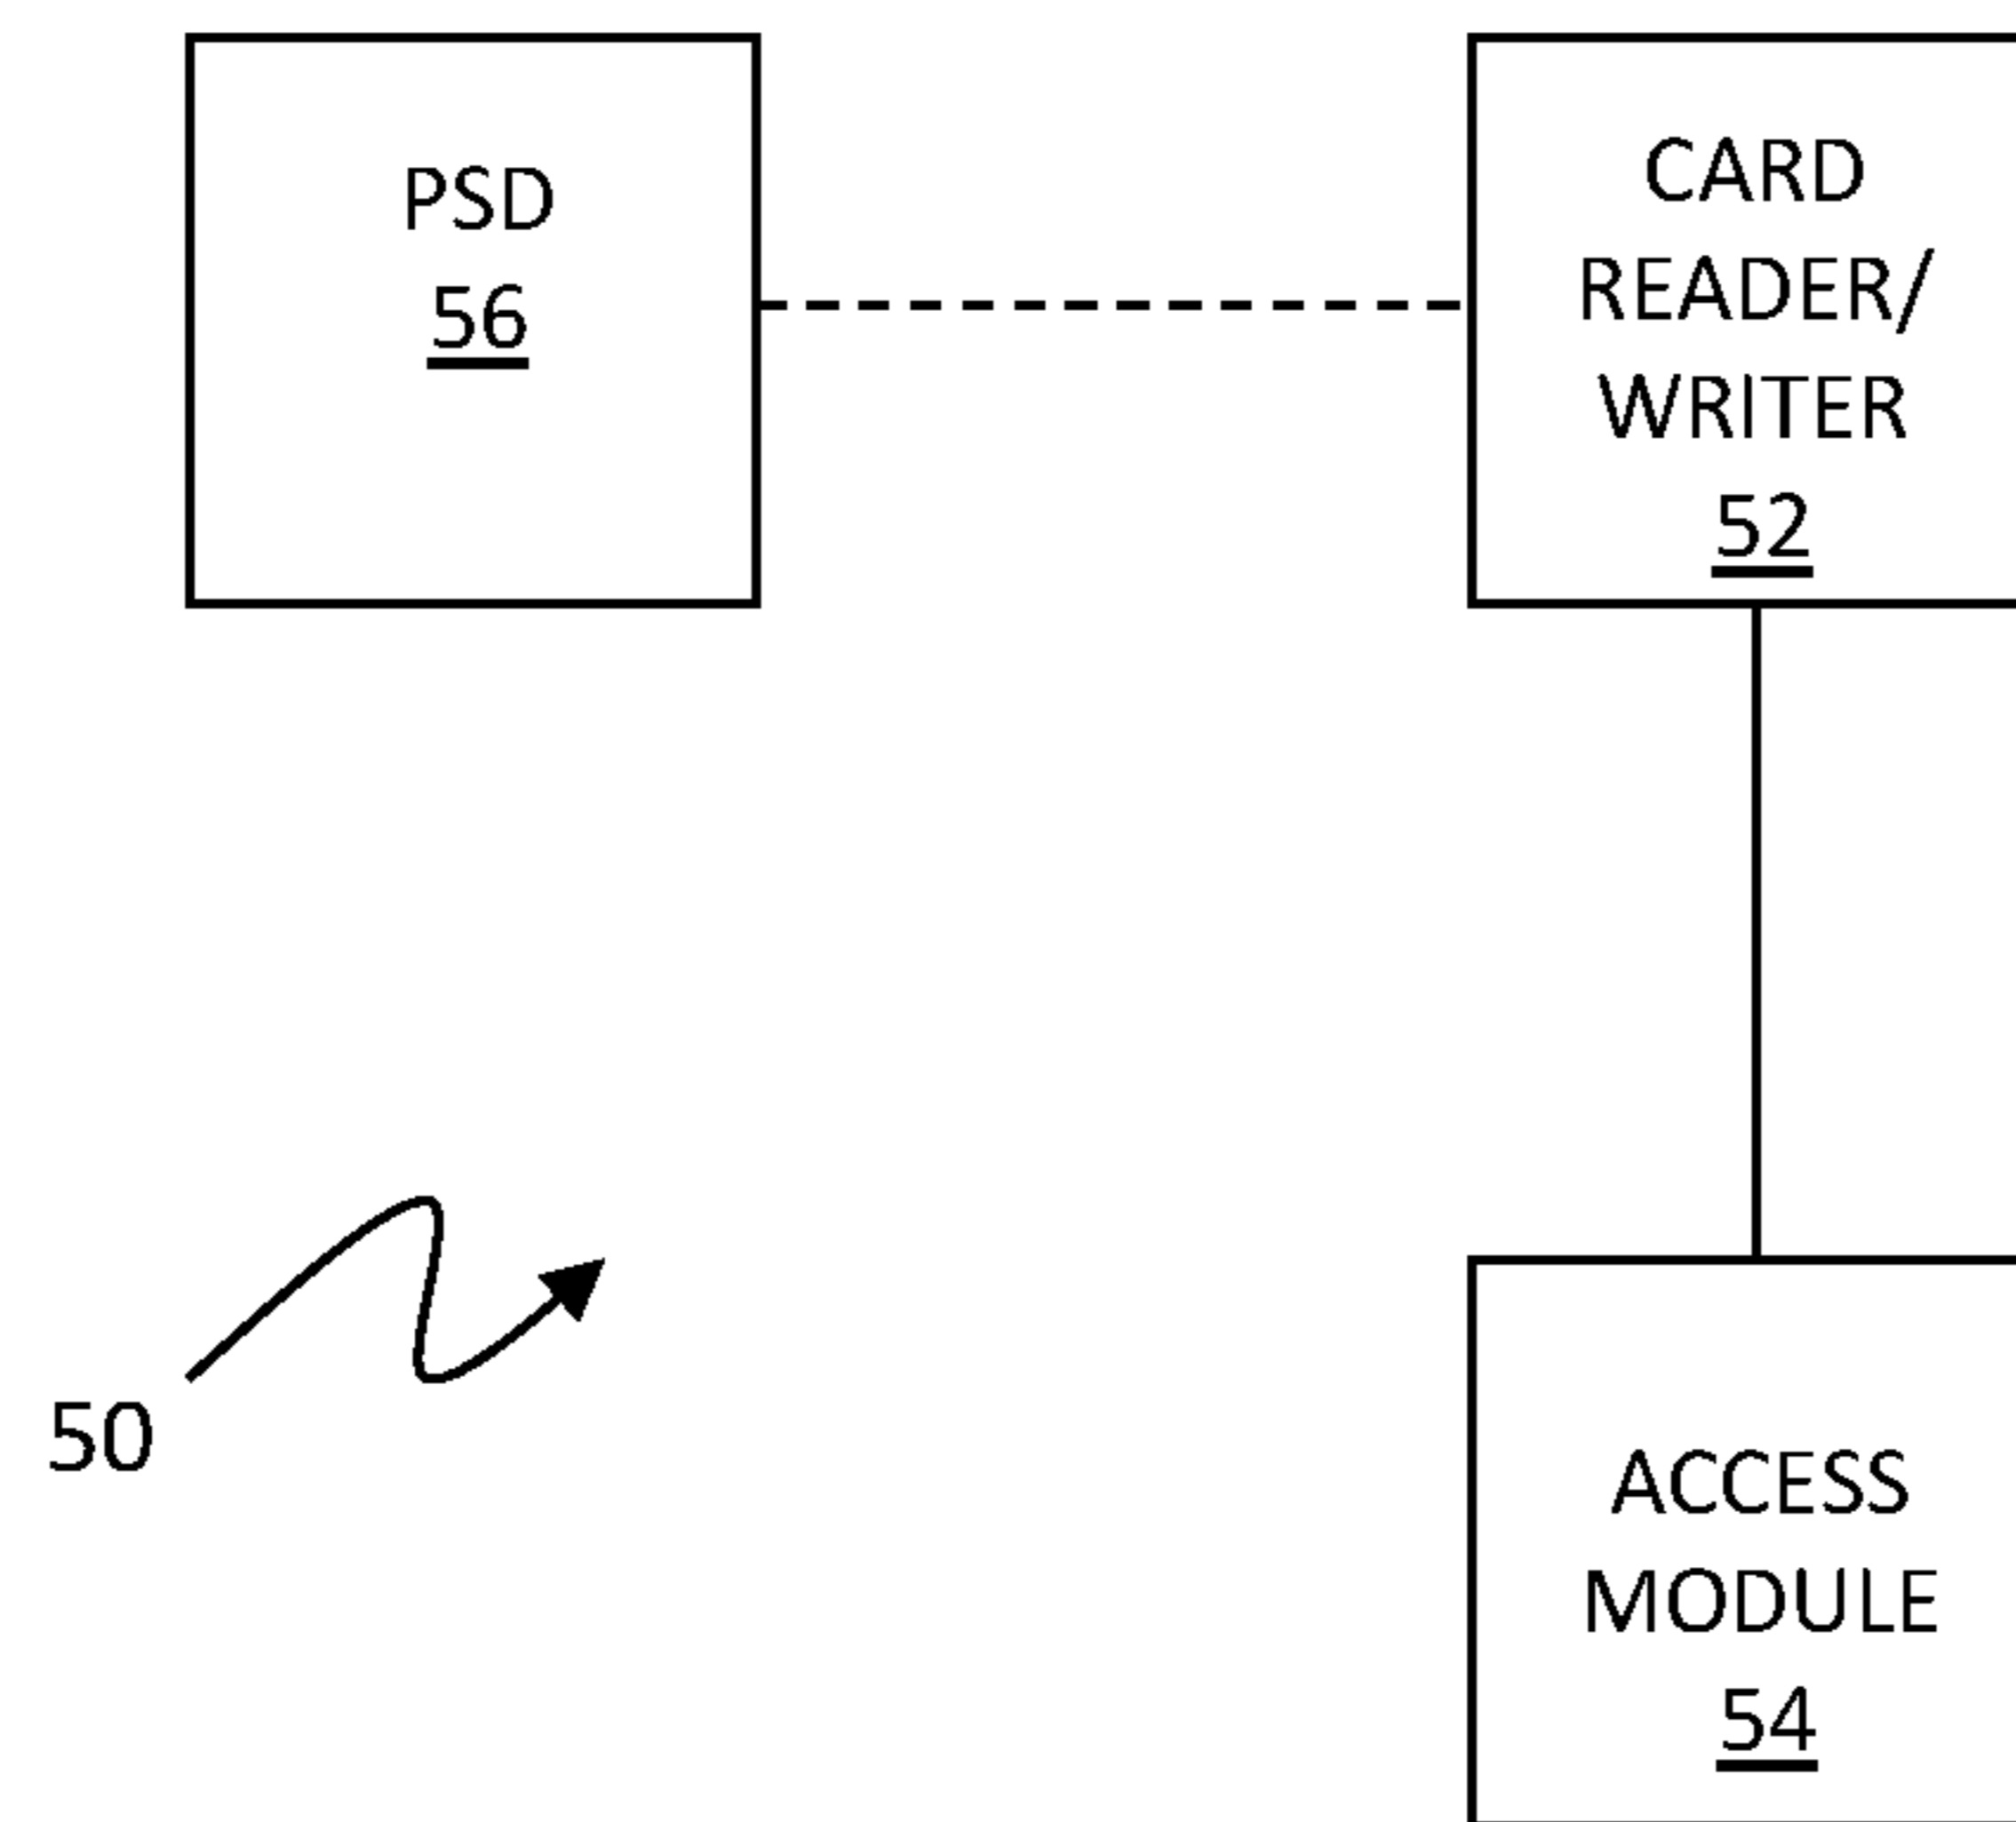 PSD
56
CARD
READER/
WRITER
52
50
ACCESS
MODULE
54